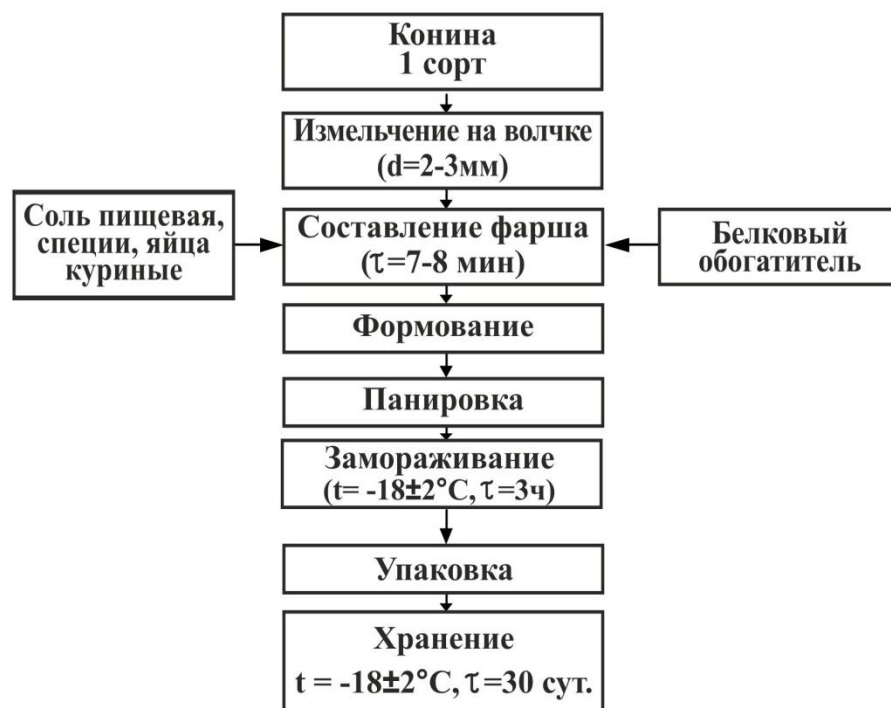 Конина
1 сорт
Измельчение на волчке
(d=2-3мм)
Соль пищевая,
специи, яйца
куриные
Составление фарша
(τ=7-8 мин)
Белковый
обогатитель
Формование
Панировка
Замораживание
(t= -18±2°С, τ=3ч)
Упаковка
Хранение
t = -18±2°С, τ=30 сут.